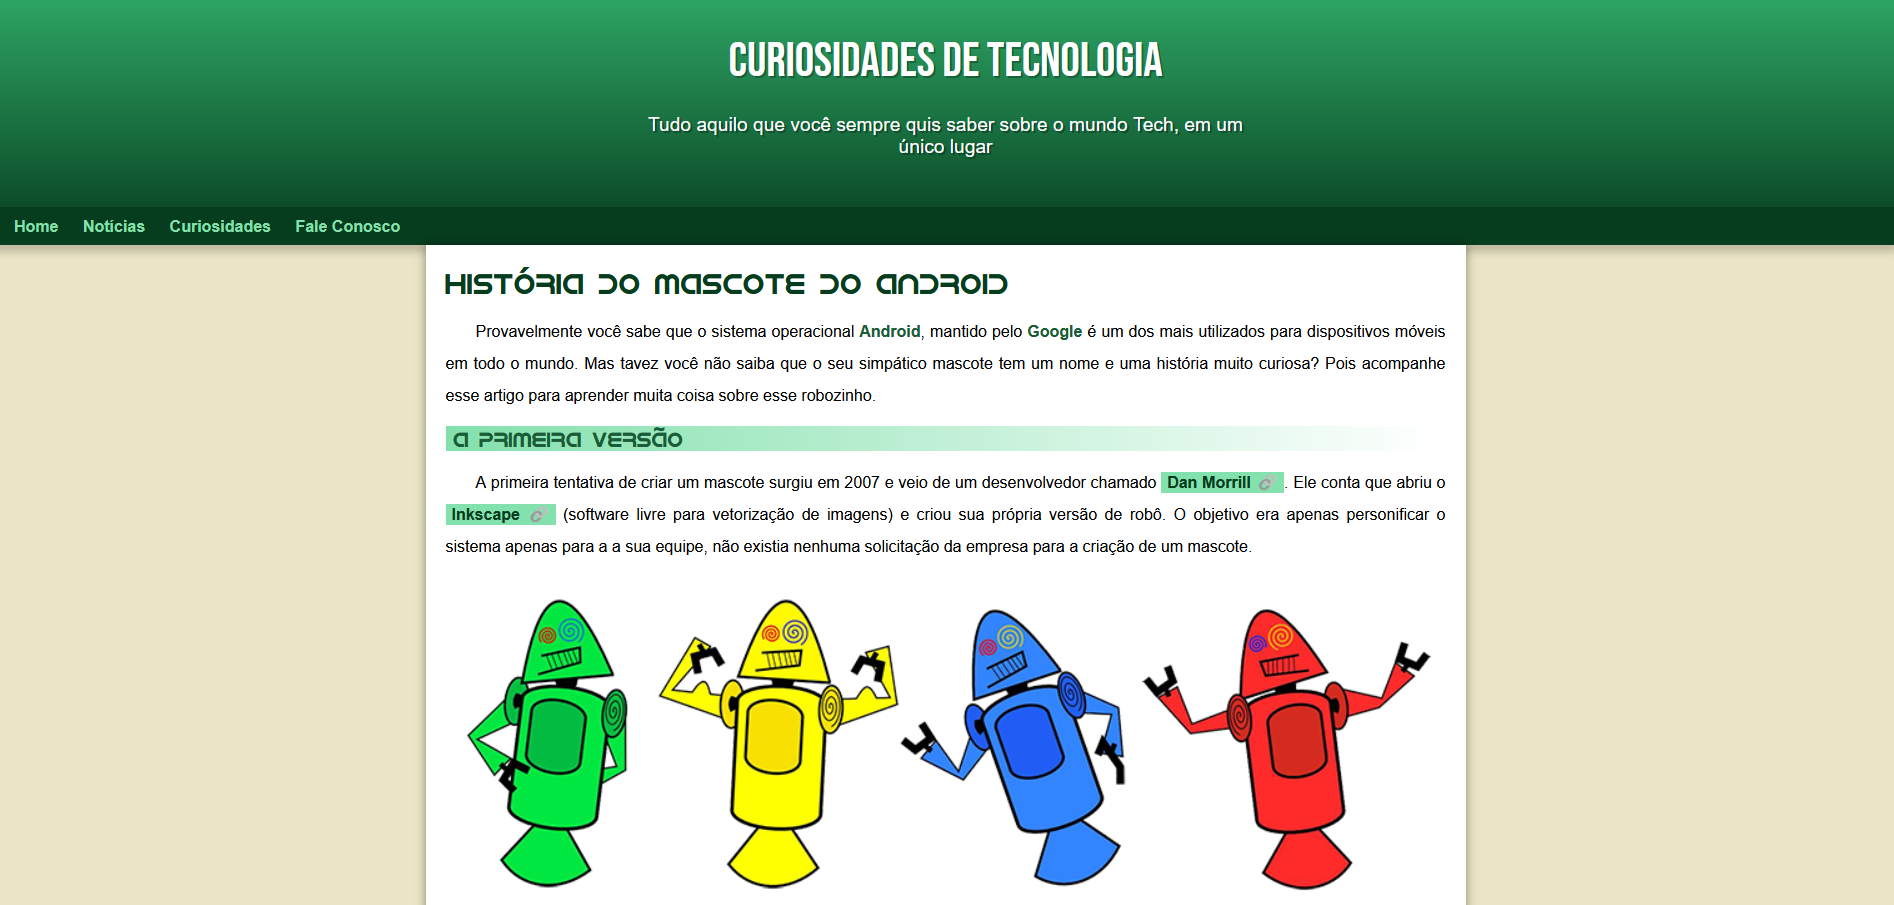 CURIOSIDADES DE TECNOLOGIA
Tudo aquilo que você sempre quis saber sobre o mundo Tech, em um
único lugar
Home Notícias Curiosidades Fale Conosco
HISTÓRIA DO MASCOTE DO ANDROID
Provavelmente você sabe que o sistema operacional Android, mantido pelo Google é um dos mais utilizados para dispositivos móveis
em todo o mundo. Mas tavez você não saiba que o seu simpático mascote tem um nome e uma história muito curiosa? Pois acompanhe
esse artigo para aprender muita coisa sobre esse robozinho.
A PRIMEIRA VERSÃO
A primeira tentativa de criar um mascote surgiu em 2007 e veio de um desenvolvedor chamado Dan Morrill . Ele conta que abriu o
Inkscape (software livre para vetorização de imagens) e criou sua própria versão de robô. O objetivo era apenas personificar o
sistema apenas para a a sua equipe, não existia nenhuma solicitação da empresa para a criação de um mascote.